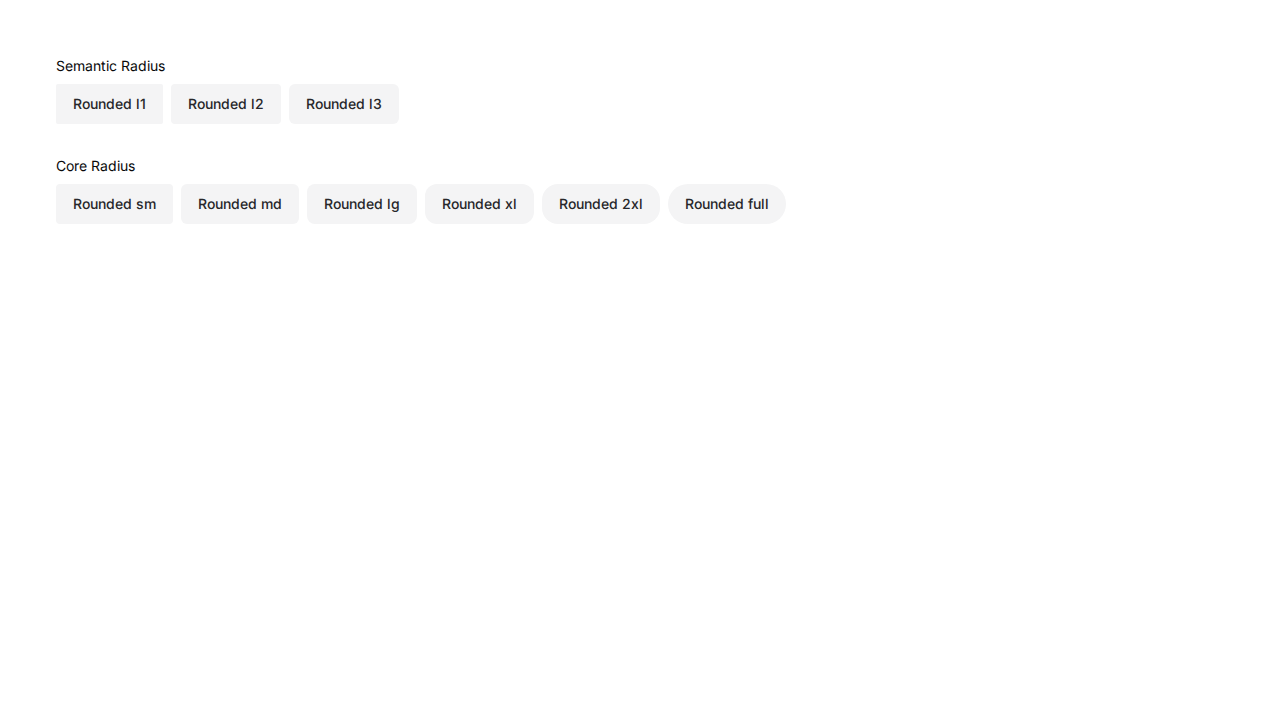 Semantic Radius
Rounded l1 Rounded l2 Rounded l3
Core Radius
Rounded sm Rounded md Rounded lg Rounded xl Rounded 2xl Rounded full